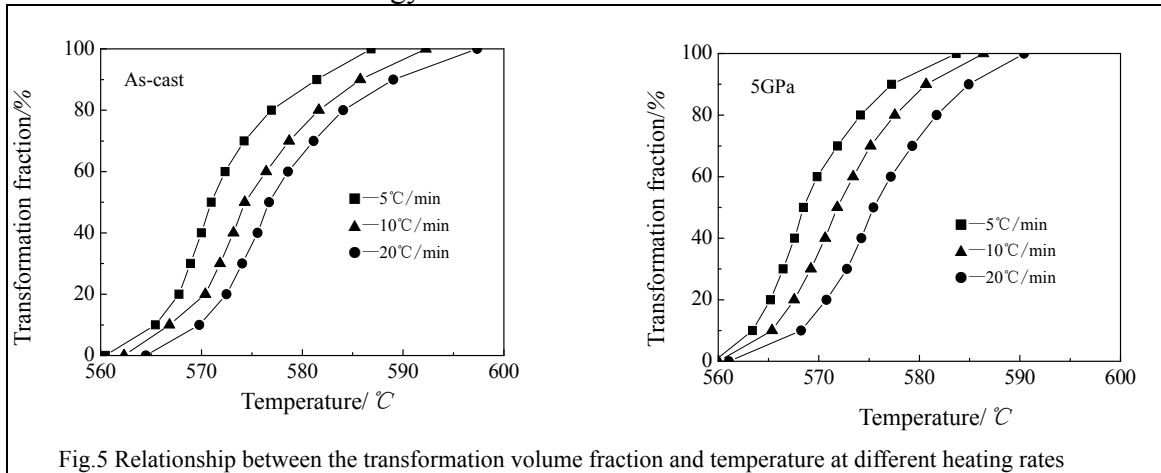 gy
100
80
60
40
20
0
Transformation fraction/%
As-cast
5℃/min
10℃/min
20℃/min
560 570 580 590 600
Temperature/ ℃
100
80
60
40
20
0
Transformation fraction/%
5GPa
5℃/min
10℃/min
20℃/min
560 570 580 590 600
Temperature/ ℃
Fig.5 Relationship between the transformation volume fraction and temperature at different heating rates